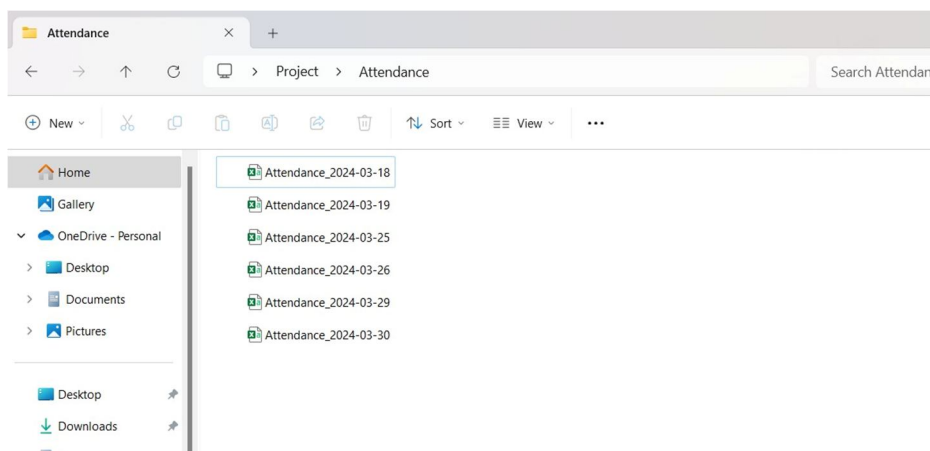 Attendance
Project > Attendance
Search Attendan
New
Sort
View
Home
Gallery
OneDrive - Personal
Desktop
Documents
Pictures
Desktop
Downloads
Attendance_2024-03-18
Attendance_2024-03-19
Attendance_2024-03-25
Attendance_2024-03-26
Attendance_2024-03-29
Attendance_2024-03-30